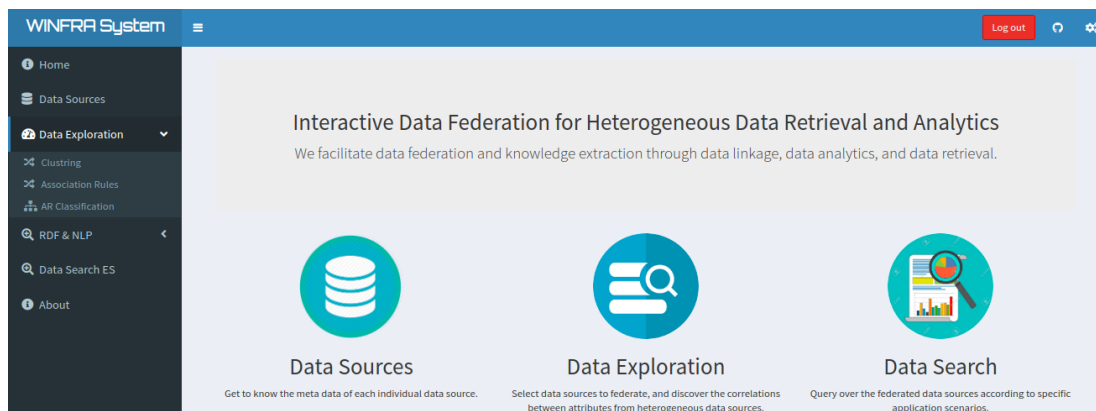 WINFRA System
Log out
Home
Data Sources
Data Exploration
Clustring
Association Rules
AR Classification
RDF & NLP
Data Search ES
About
Interactive Data Federation for Heterogeneous Data Retrieval and Analytics
We facilitate data federation and knowledge extraction through data linkage, data analytics, and data retrieval.
Data Sources
Get to know the meta data of each individual data source.
Data Exploration
Select data sources to federate, and discover the correlations
between attributes from heterogeneous data sources.
Data Search
Query over the federated data sources according to specific
application scenarios.